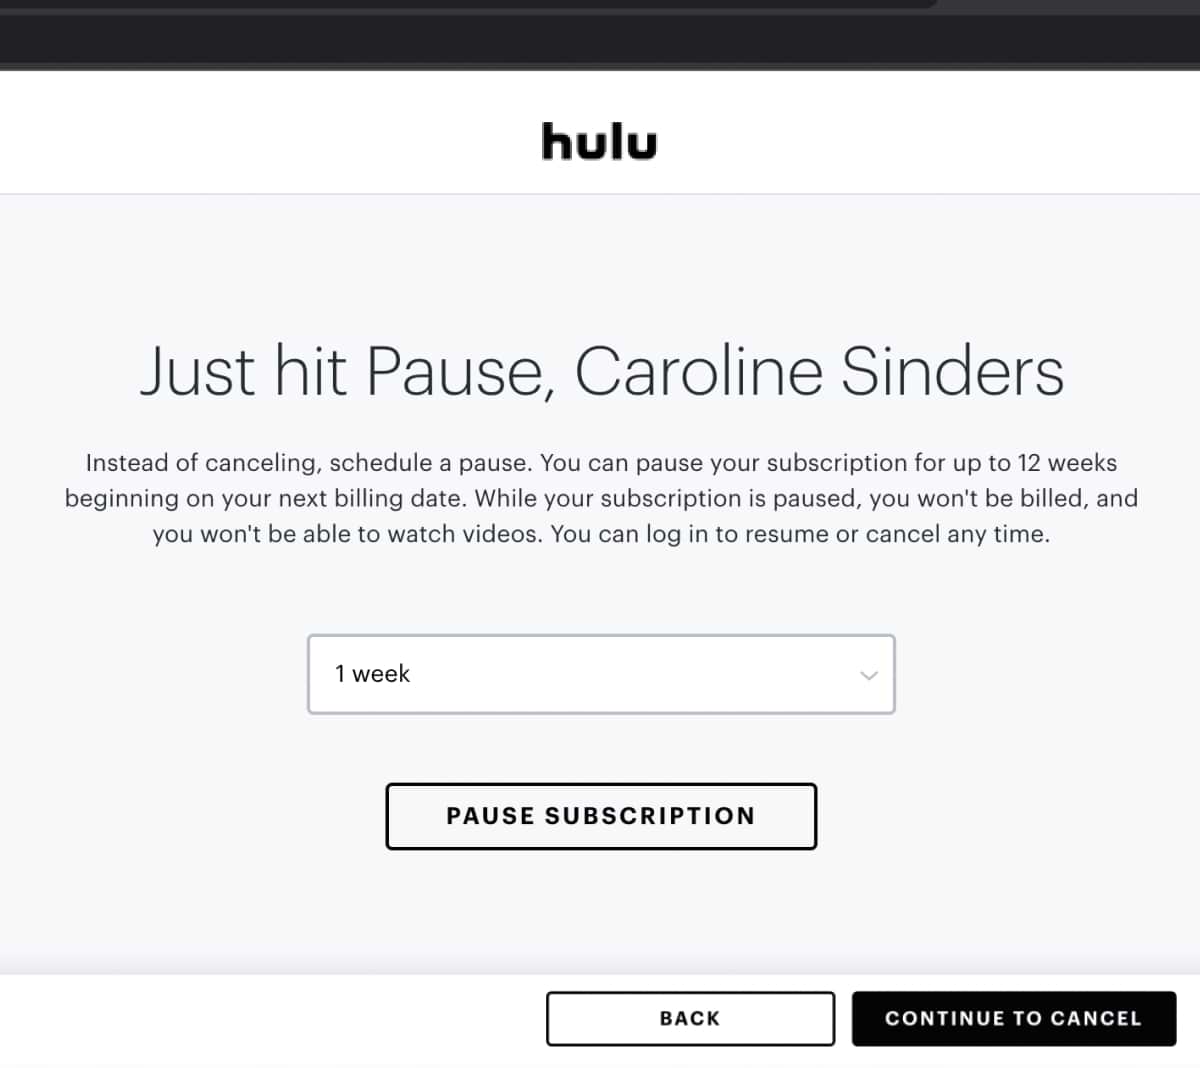 hulu
Just hit Pause, Caroline Sinders
Instead of canceling, schedule a pause. You can pause your subscription for up to 12 weeks
beginning on your next billing date. While your subscription is paused, you won't be billed, and
you won't be able to watch videos. You can log in to resume or cancel any time.
1 week
PAUSE SUBSCRIPTION
BACK
CONTINUE TO CANCEL